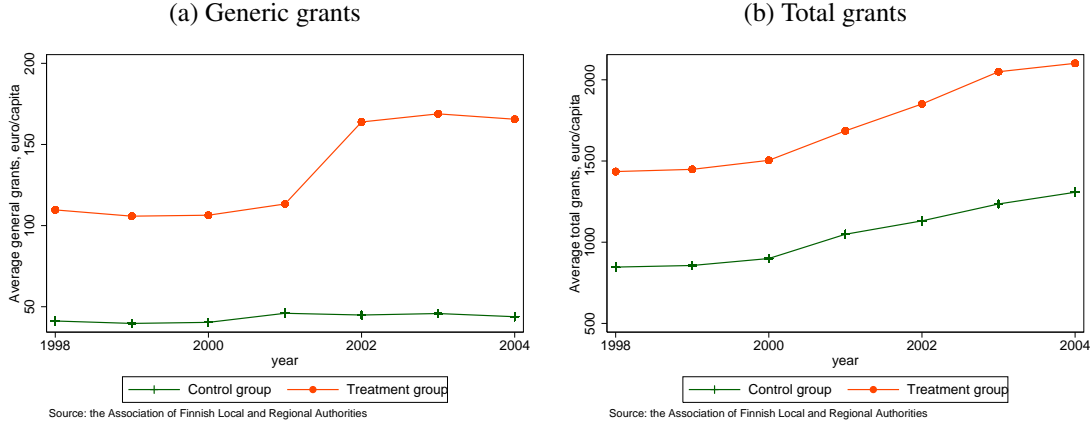 (a) Generic grants
Average general grants, euro/capita
200
150
100
50
1998
2000
2002
2004
year
Control group
Treatment group
Source: the Association of Finnish Local and Regional Authorities
(b) Total grants
Average total grants, euro/capita
2000
1500
1000
500
1998
2000
2002
2004
year
Control group
Treatment group
Source: the Association of Finnish Local and Regional Authorities